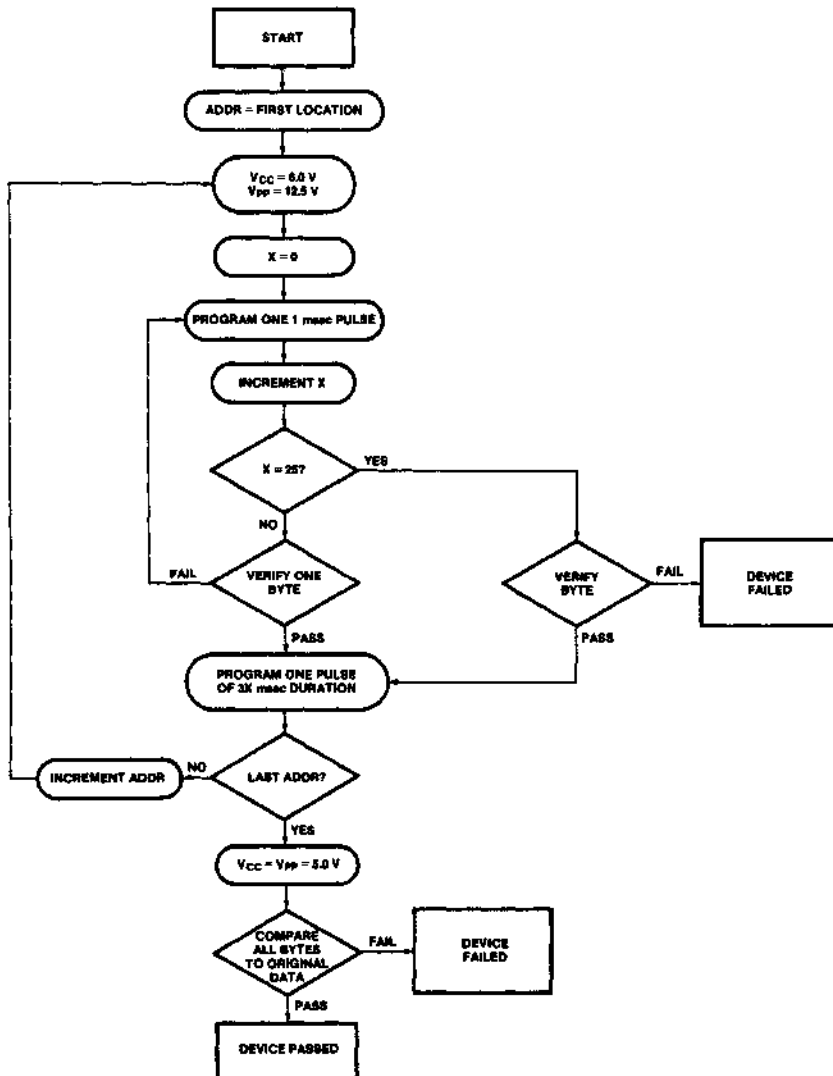 START
ADDR = FIRST LOCATION
VCC = 6.0 V
VPP = 12.5 V
X = 0
PROGRAM ONE 1 msec PULSE
INCREMENT X
X = 25?
YES
NO
FAIL
VERIFY ONE
BYTE
VERIFY
BYTE
FAIL
DEVICE
FAILED
PASS
PASS
PROGRAM ONE PULSE
OF 3X msec DURATION
INCREMENT ADDR
NO
LAST ADDR?
YES
VCC = VPP = 5.0 V
COMPARE
ALL BYTES
TO ORIGINAL
DATA
FAIL
DEVICE
FAILED
PASS
DEVICE PASSED